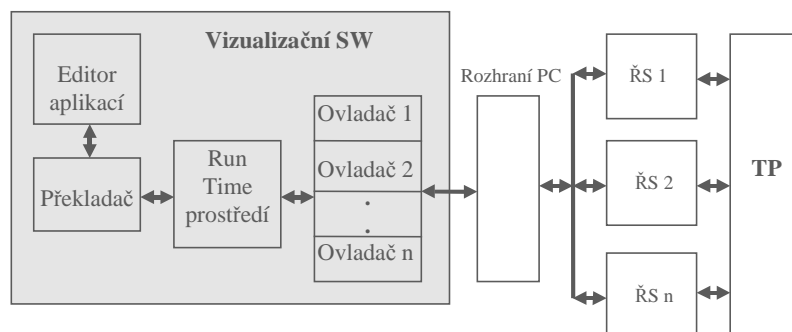 Vizualizační SW
Editor
aplikací
Překladač
Run
Time
prostředí
Ovladač 1
Ovladač 2
.
.
Ovladač n
Rozhraní PC
ŘS 1
ŘS 2
ŘS n
TP